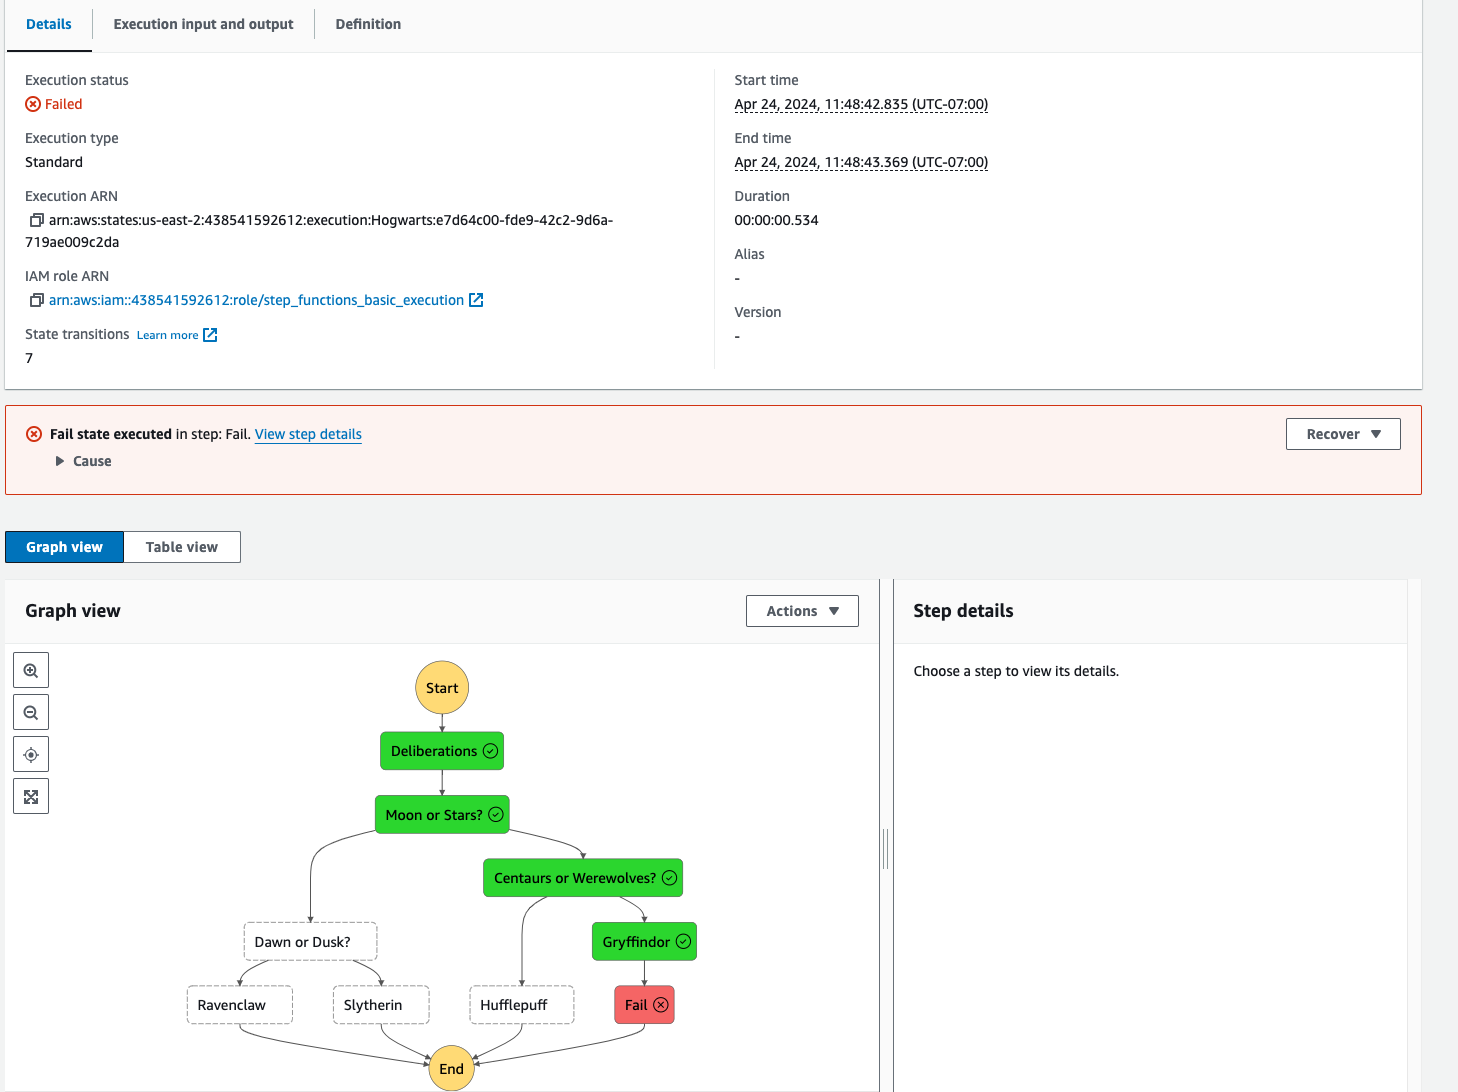 Details
Execution input and output
Definition
Execution status
Failed
Execution type
Standard
Execution ARN
arn:aws:states:us-east-2:438541592612:execution:Hogwarts:e7d64c00-fde9-42c2-9d6a-
719ae009c2da
IAM role ARN
arn:aws:iam::438541592612:role/step_functions_basic_execution
State transitions Learn more
7
Start time
Apr 24, 2024, 11:48:42.835 (UTC-07:00)
End time
Apr 24, 2024, 11:48:43.369 (UTC-07:00)
Duration
00:00:00.534
Alias
-
Version
-
Fail state executed in step: Fail. View step details
Cause
Recover
Graph view
Table view
Graph view
Actions
Start
Deliberations
Moon or Stars?
Centaurs or Werewolves?
Dawn or Dusk?
Gryffindor
Ravenclaw
Slytherin
Hufflepuff
Fail
End
Step details
Choose a step to view its details.